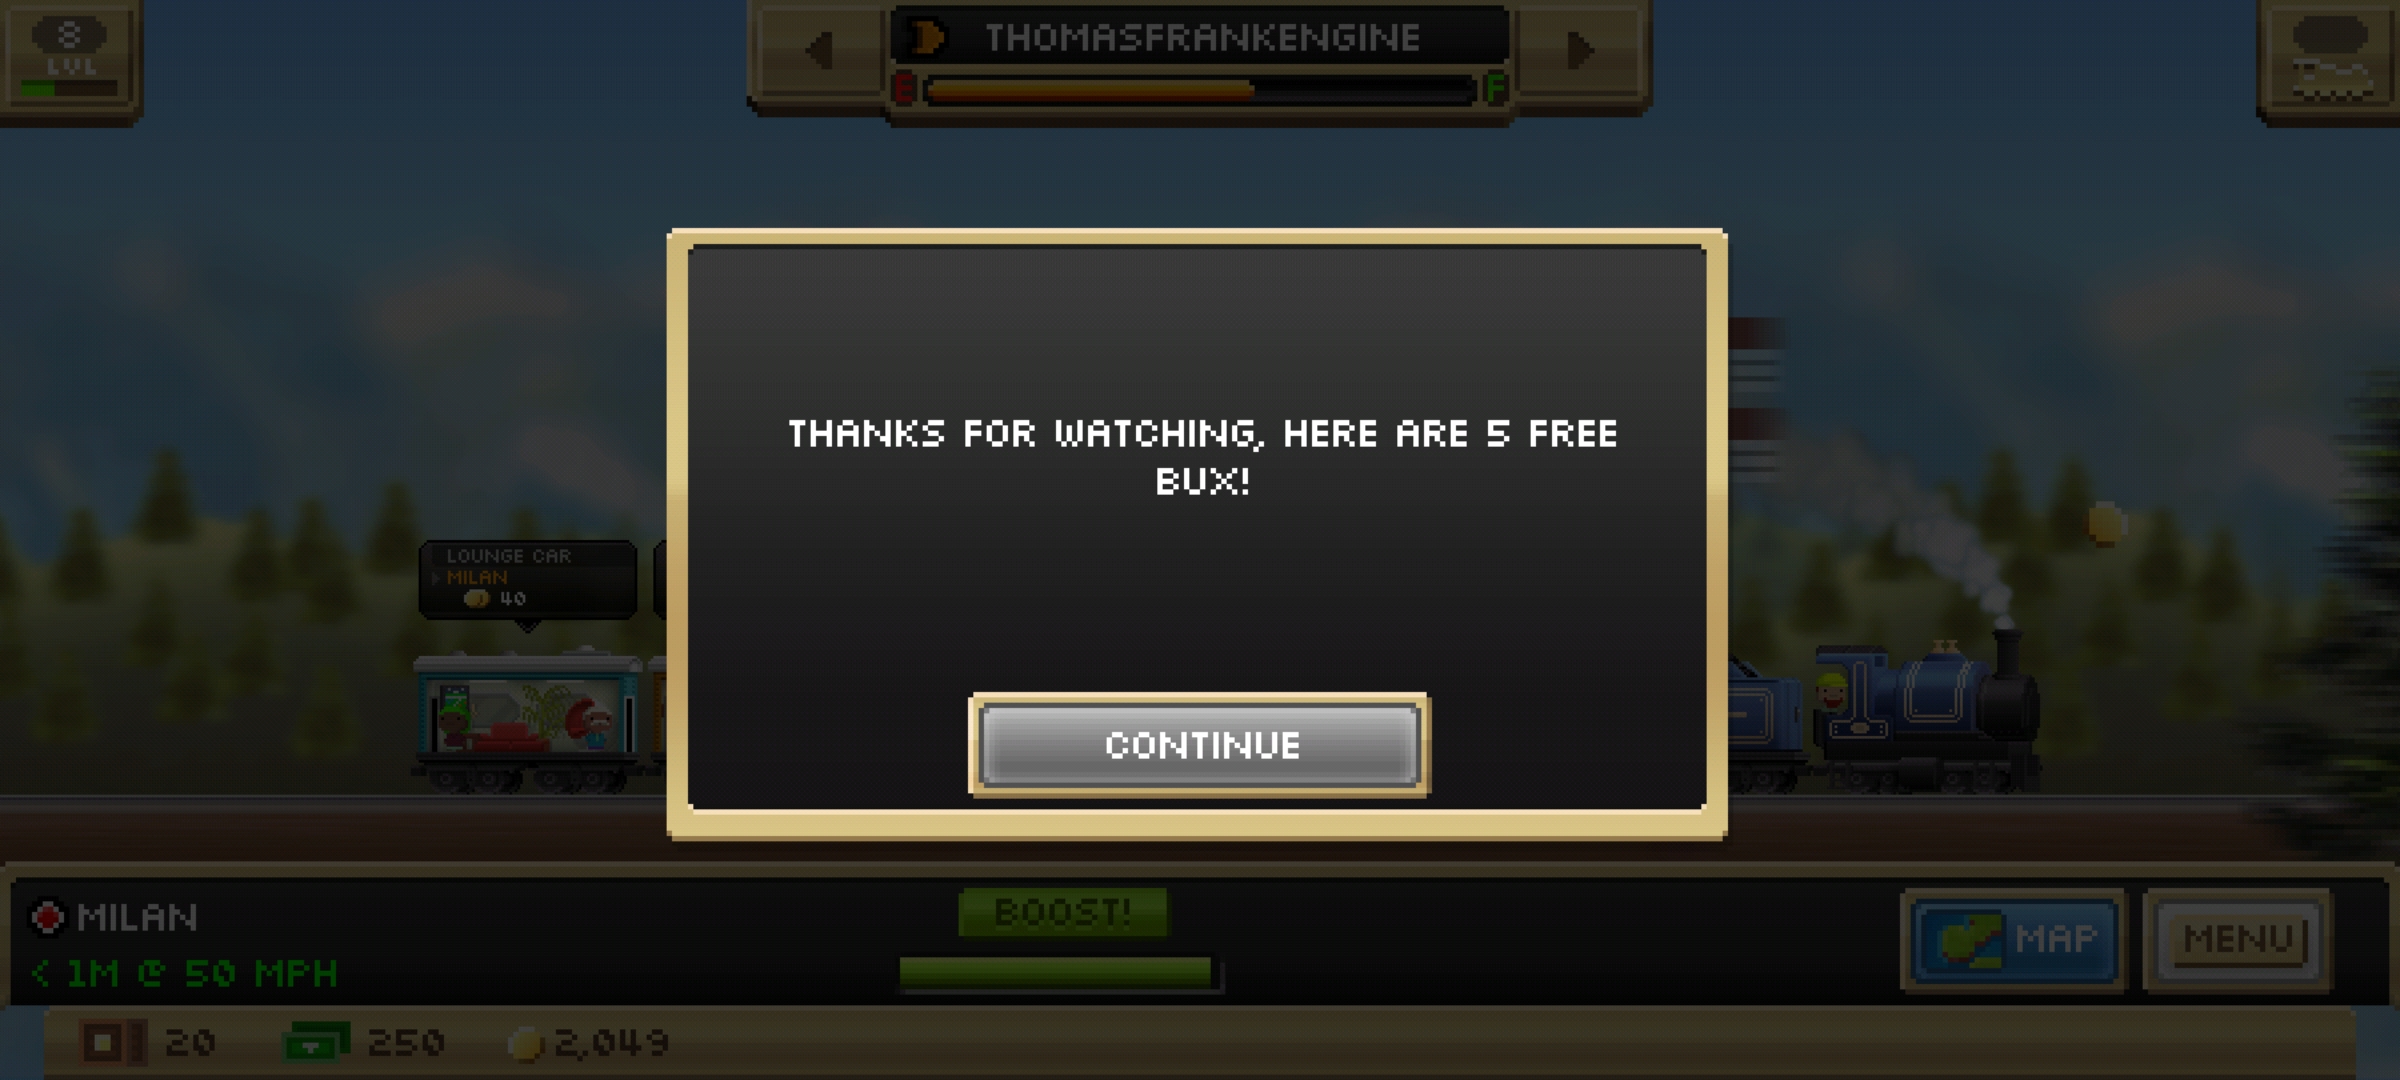 8
LVL
THOMASFRANKENGINE
E F
THANKS FOR WATCHING, HERE ARE 5 FREE
BUX!
LOUNGE CAR
MILAN
40
CONTINUE
MILAN
< 1M @ 50 MPH
BOOST!
MAP
MENU
20 250 2,049